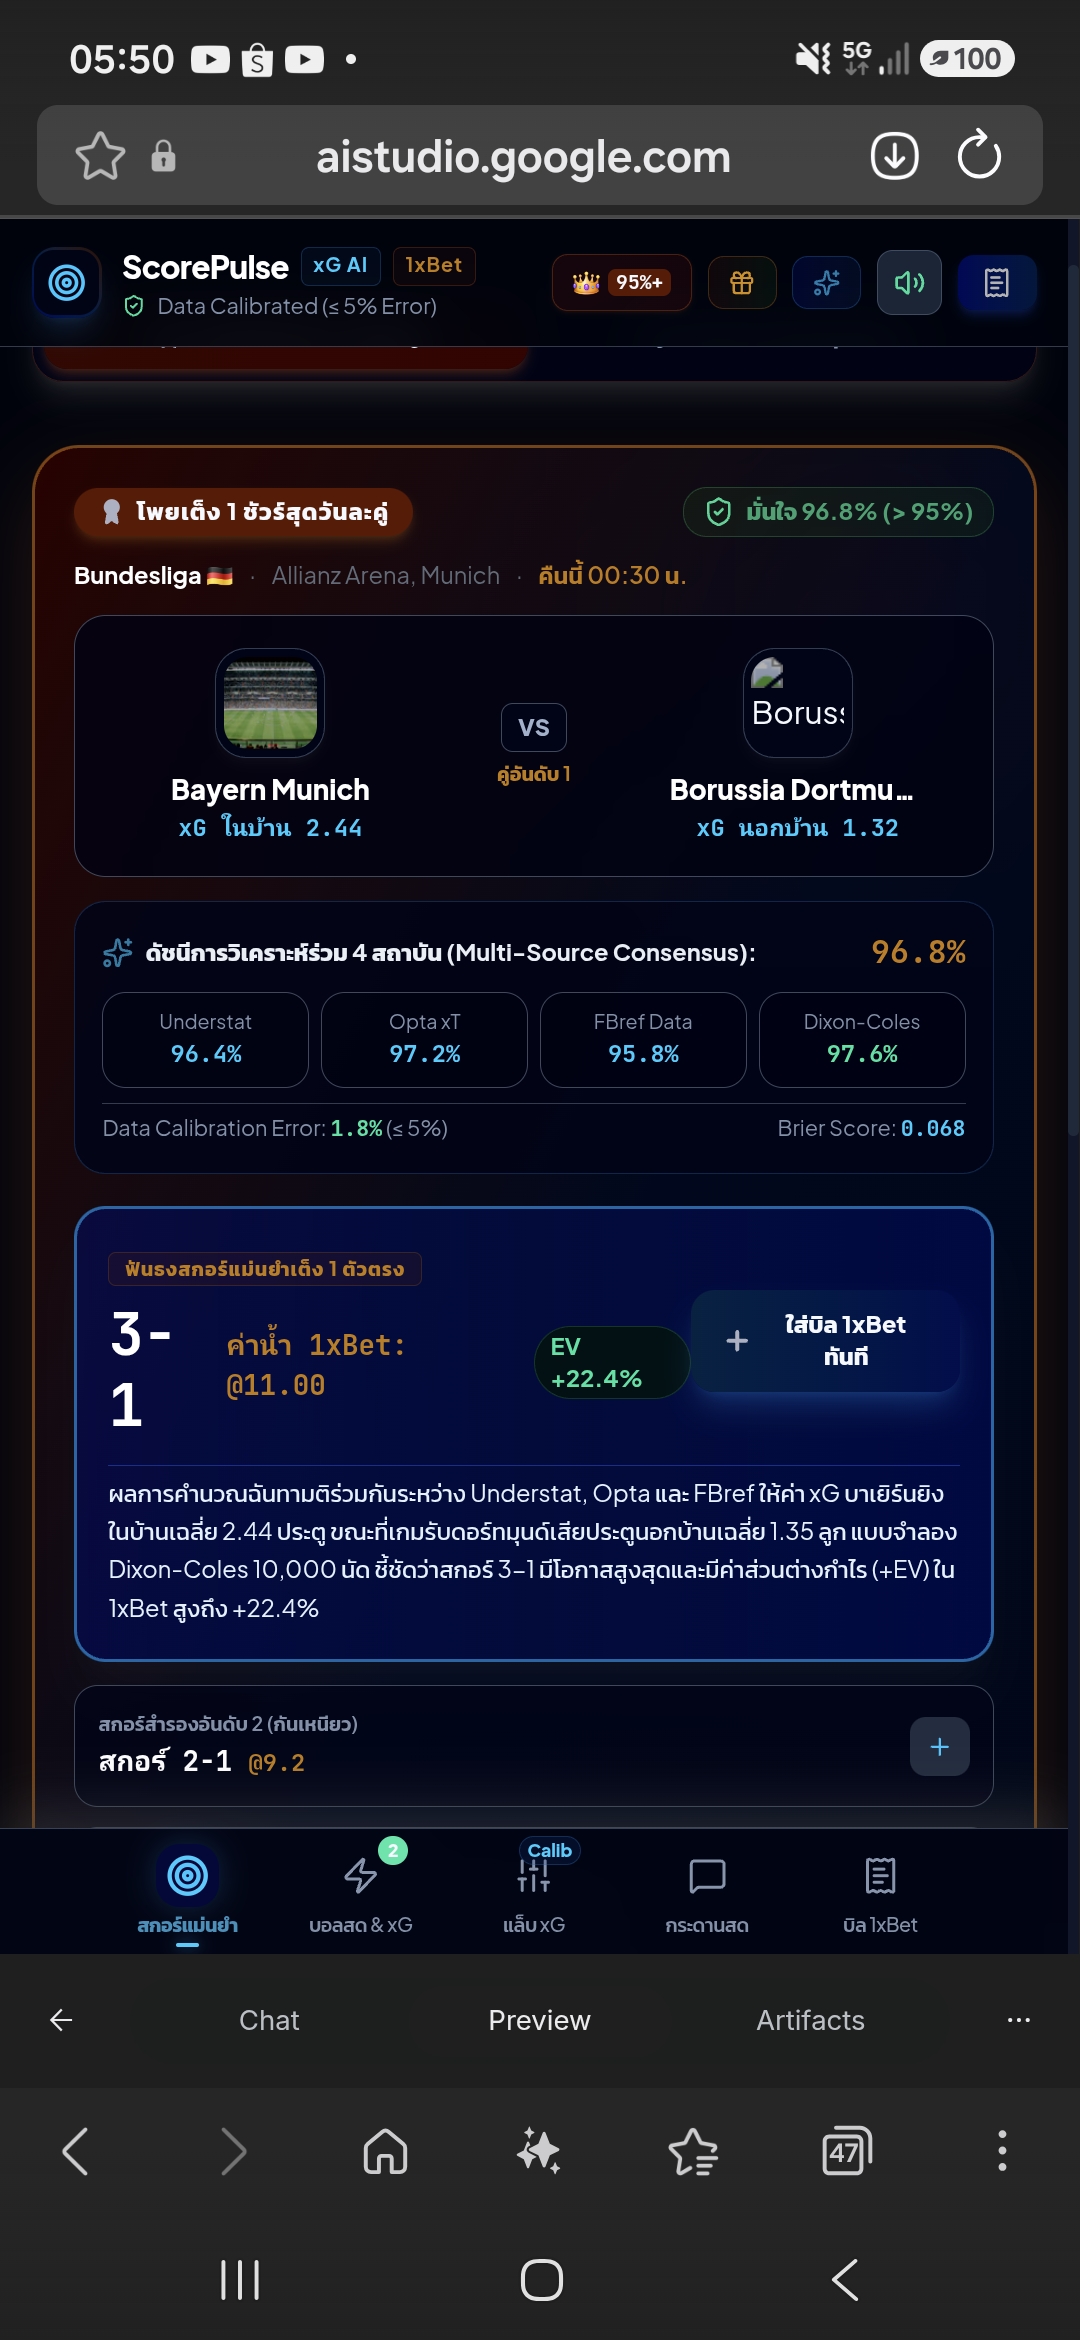 05:50
5G
100
aistudio.google.com
ScorePulse
xG AI
1xBet
95%+
Data Calibrated (≤ 5% Error)
โพยเต็ง 1 ชัวร์สุดวันละคู่
มั่นใจ 96.8% (> 95%)
Bundesliga 🇩🇪 · Allianz Arena, Munich · คืนนี้ 00:30 น.
Boruss
VS
คู่อันดับ 1
Bayern Munich
Borussia Dortmu...
xG ในบ้าน 2.44
xG นอกบ้าน 1.32
ดัชนีการวิเคราะห์ร่วม 4 สถาบัน (Multi-Source Consensus):
96.8%
Understat
Opta xT
FBref Data
Dixon-Coles
96.4%
97.2%
95.8%
97.6%
Data Calibration Error: 1.8% (≤ 5%)
Brier Score: 0.068
ฟันธงสกอร์แม่นยำเต็ง 1 ตัวตรง
3-
1
ค่าน้ำ 1xBet:
@11.00
EV
+22.4%
+ ใส่บิล 1xBet
ทันที
ผลการคำนวณฉันทามติร่วมกันระหว่าง Understat, Opta และ FBref ให้ค่า xG บาเยิร์นยิง
ในบ้านเฉลี่ย 2.44 ประตู ขณะที่เกมรับดอร์ทมุนด์เสียประตูนอกบ้านเฉลี่ย 1.35 ลูก แบบจำลอง
Dixon-Coles 10,000 นัด ชี้ชัดว่าสกอร์ 3-1 มีโอกาสสูงสุดและมีค่าส่วนต่างกำไร (+EV) ใน
1xBet สูงถึง +22.4%
สกอร์สำรองอันดับ 2 (กันเหนียว)
สกอร์ 2-1 @9.2
+
2
Calib
สกอร์แม่นยำ
บอลสด & xG
แล็บ xG
กระดานสด
บิล 1xBet
Chat
Preview
Artifacts
47